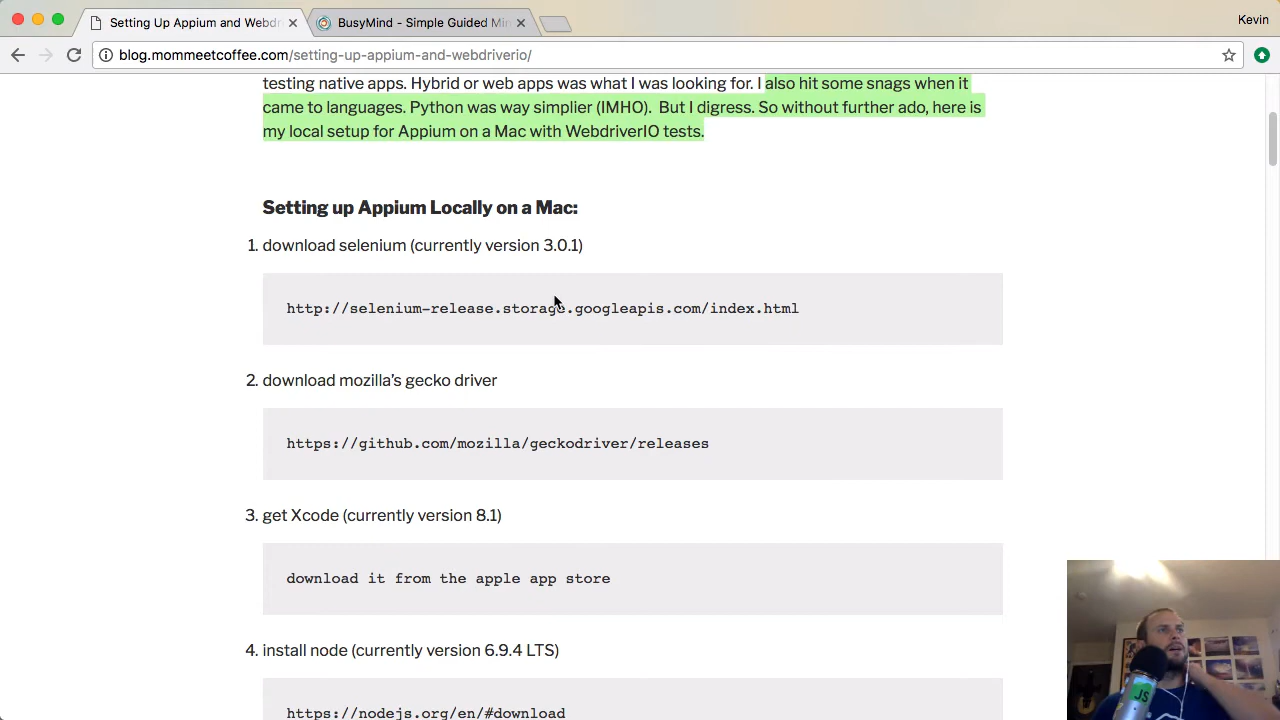 Setting Up Appium and Webdri
BusyMind - Simple Guided Min
Kevin
blog.mommeetcoffee.com/setting-up-appium-and-webdriverio/
testing native apps. Hybrid or web apps was what I was looking for. I also hit some snags when it
came to languages. Python was way simplier (IMHO). But I digress. So without further ado, here is
my local setup for Appium on a Mac with WebdriverIO tests.
Setting up Appium Locally on a Mac:
1. download selenium (currently version 3.0.1)
http://selenium-release.storage.googleapis.com/index.html
2. download mozilla's gecko driver
https://github.com/mozilla/geckodriver/releases
3. get Xcode (currently version 8.1)
download it from the apple app store
4. install node (currently version 6.9.4 LTS)
https://nodejs.org/en/#download
JS